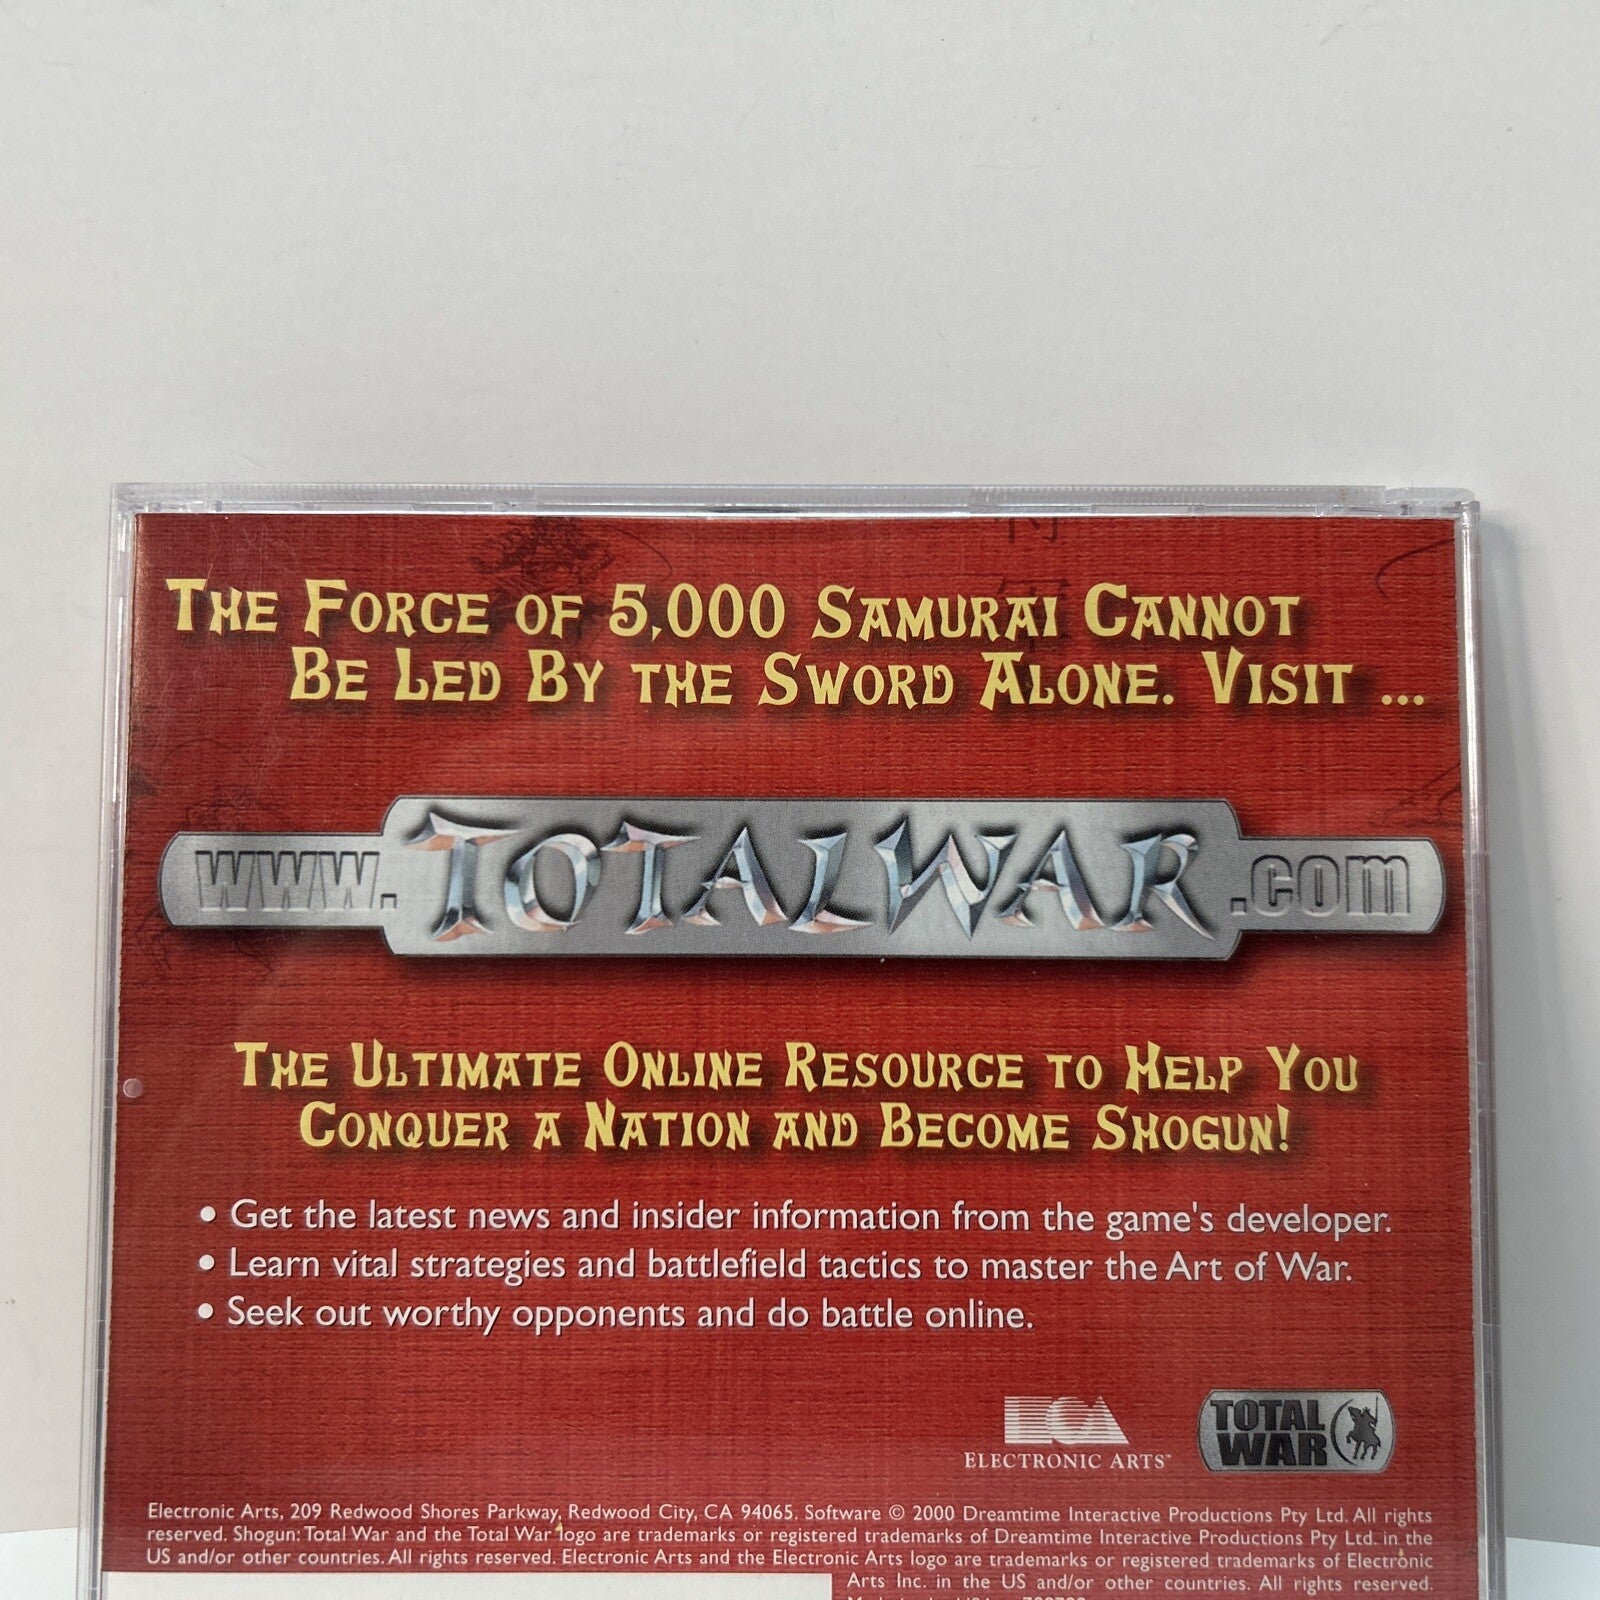 The Force of 5,000 Samurai Cannot
Be Led By the Sword Alone. Visit ...
www.TotalWar.com
The Ultimate Online Resource to Help You
Conquer a Nation and Become Shogun!
• Get the latest news and insider information from the game's developer.
• Learn vital strategies and battlefield tactics to master the Art of War.
• Seek out worthy opponents and do battle online.
EA
ELECTRONIC ARTS™
TOTAL
WAR
Electronic Arts, 209 Redwood Shores Parkway, Redwood City, CA 94065. Software © 2000 Dreamtime Interactive Productions Pty Ltd. All rights
reserved. Shogun: Total War and the Total War logo are trademarks or registered trademarks of Dreamtime Interactive Productions Pty Ltd. in the
US and/or other countries. All rights reserved. Electronic Arts and the Electronic Arts logo are trademarks or registered trademarks of Electronic
Arts Inc. in the US and/or other countries. All rights reserved.